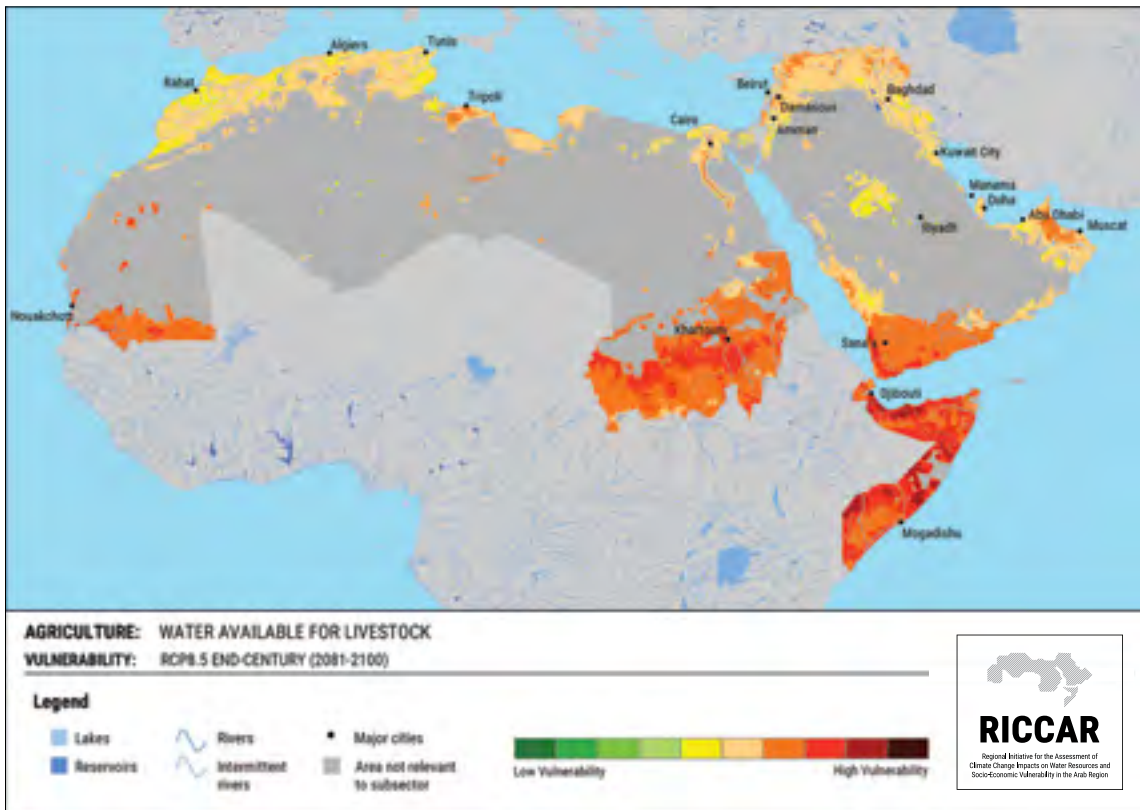 Algiers
Tunis
Rabat
Tripoli
Beirut
Damascus
Baghdad
Cairo
Amman
Kuwait City
Manama
Doha
Abu Dhabi
Riyadh
Muscat
Nouakchott
Khartoum
Sana'a
Djibouti
Mogadishu
AGRICULTURE: WATER AVAILABLE FOR LIVESTOCK
VULNERABILITY: RCP8.5 END-CENTURY (2081-2100)
Legend
Lakes
Rivers
Major cities
Reservoirs
Intermittent
rivers
Area not relevant
to subsector
Low Vulnerability
High Vulnerability
RICCAR
Regional Initiative for the Assessment of
Climate Change Impacts on Water Resources and
Socio-Economic Vulnerability in the Arab Region